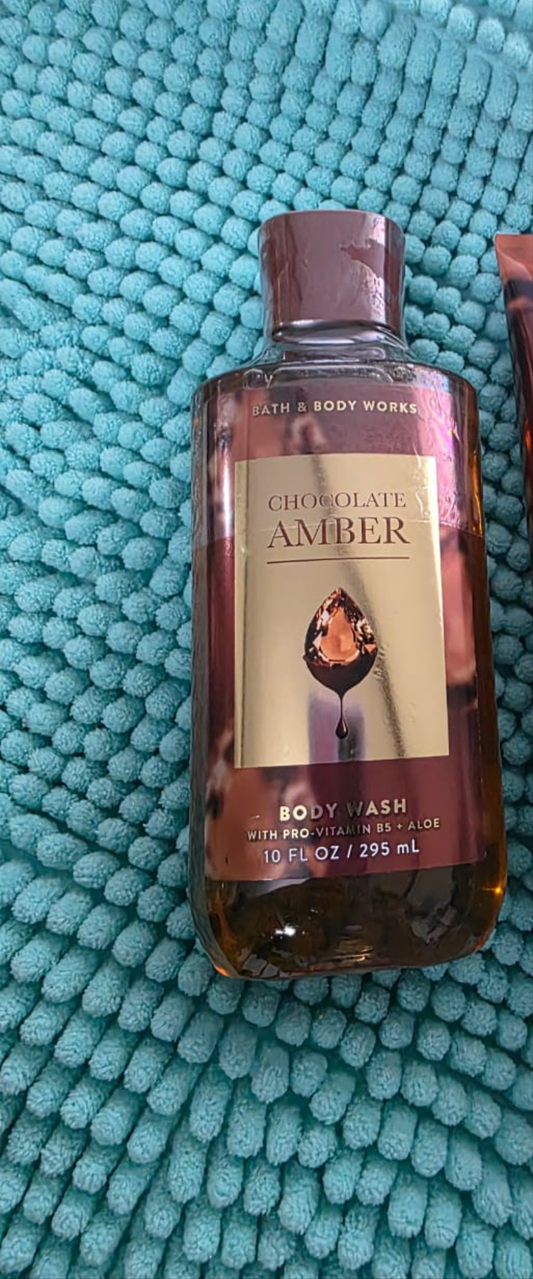 BATH & BODY WORKS
CHOCOLATE
AMBER
BODY WASH
WITH PRO-VITAMIN B5 + ALOE
10 FL OZ / 295 mL